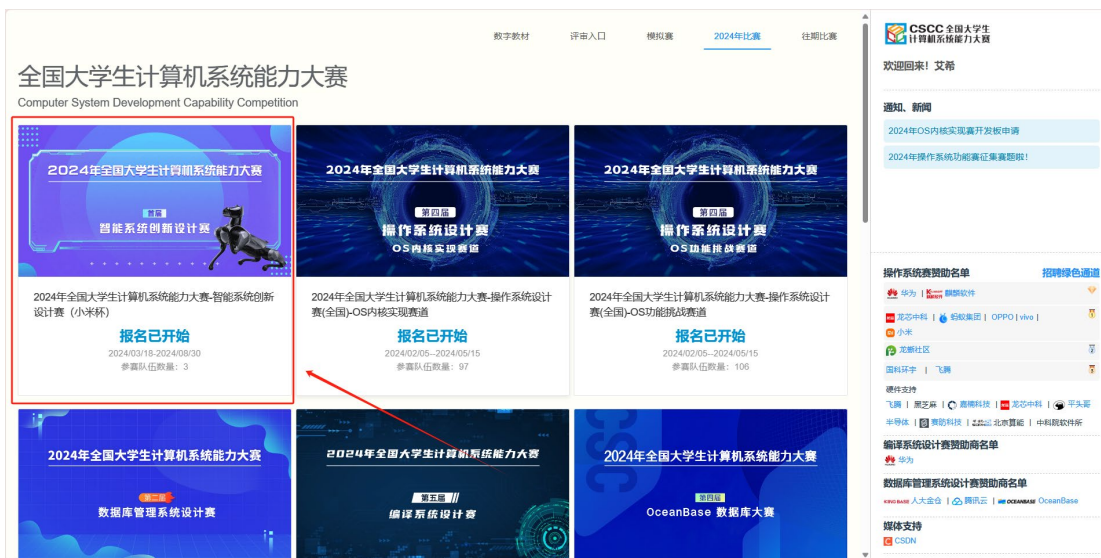 数字教材 评审入口 模拟赛 2024年比赛 往期比赛
全国大学生计算机系统能力大赛
Computer System Development Capability Competition
2024年全国大学生计算机系统能力大赛
首届
智能系统创新设计赛
2024年全国大学生计算机系统能力大赛-智能系统创新
设计赛（小米杯）
报名已开始
2024/03/18-2024/08/30
参赛队伍数量：3
2024年全国大学生计算机系统能力大赛
第四届
操作系统设计赛
OS内核实现赛道
2024年全国大学生计算机系统能力大赛-操作系统设计
赛(全国)-OS内核实现赛道
报名已开始
2024/02/05--2024/05/15
参赛队伍数量：97
2024年全国大学生计算机系统能力大赛
第四届
操作系统设计赛
OS功能挑战赛道
2024年全国大学生计算机系统能力大赛-操作系统设计
赛(全国)-OS功能挑战赛道
报名已开始
2024/02/05--2024/05/15
参赛队伍数量：106
2024年全国大学生计算机系统能力大赛
第二届
数据库管理系统设计赛
2024年全国大学生计算机系统能力大赛
第五届
编译系统设计赛
2024年全国大学生计算机系统能力大赛
第四届
OceanBase 数据库大赛
CSCC 全国大学生
计算机系统能力大赛
欢迎回来！艾希
通知、新闻
2024年OS内核实现赛开发板申请
2024年操作系统功能赛征集赛题啦！
操作系统赛赞助名单 招聘绿色通道
华为 | 麒麟软件
龙芯中科 | 蚂蚁集团 | OPPO | vivo |
小米
龙蜥社区
国科环宇 | 飞腾
硬件支持
飞腾 | 黑芝麻 | 嘉楠科技 | 龙芯中科 | 平头哥
半导体 | 赛昉科技 | 北京算能 | 中科院软件所
编译系统设计赛赞助商名单
华为
数据库管理系统设计赛赞助商名单
KINGBASE 人大金仓 | 腾讯云 | OCEANBASE OceanBase
媒体支持
CSDN